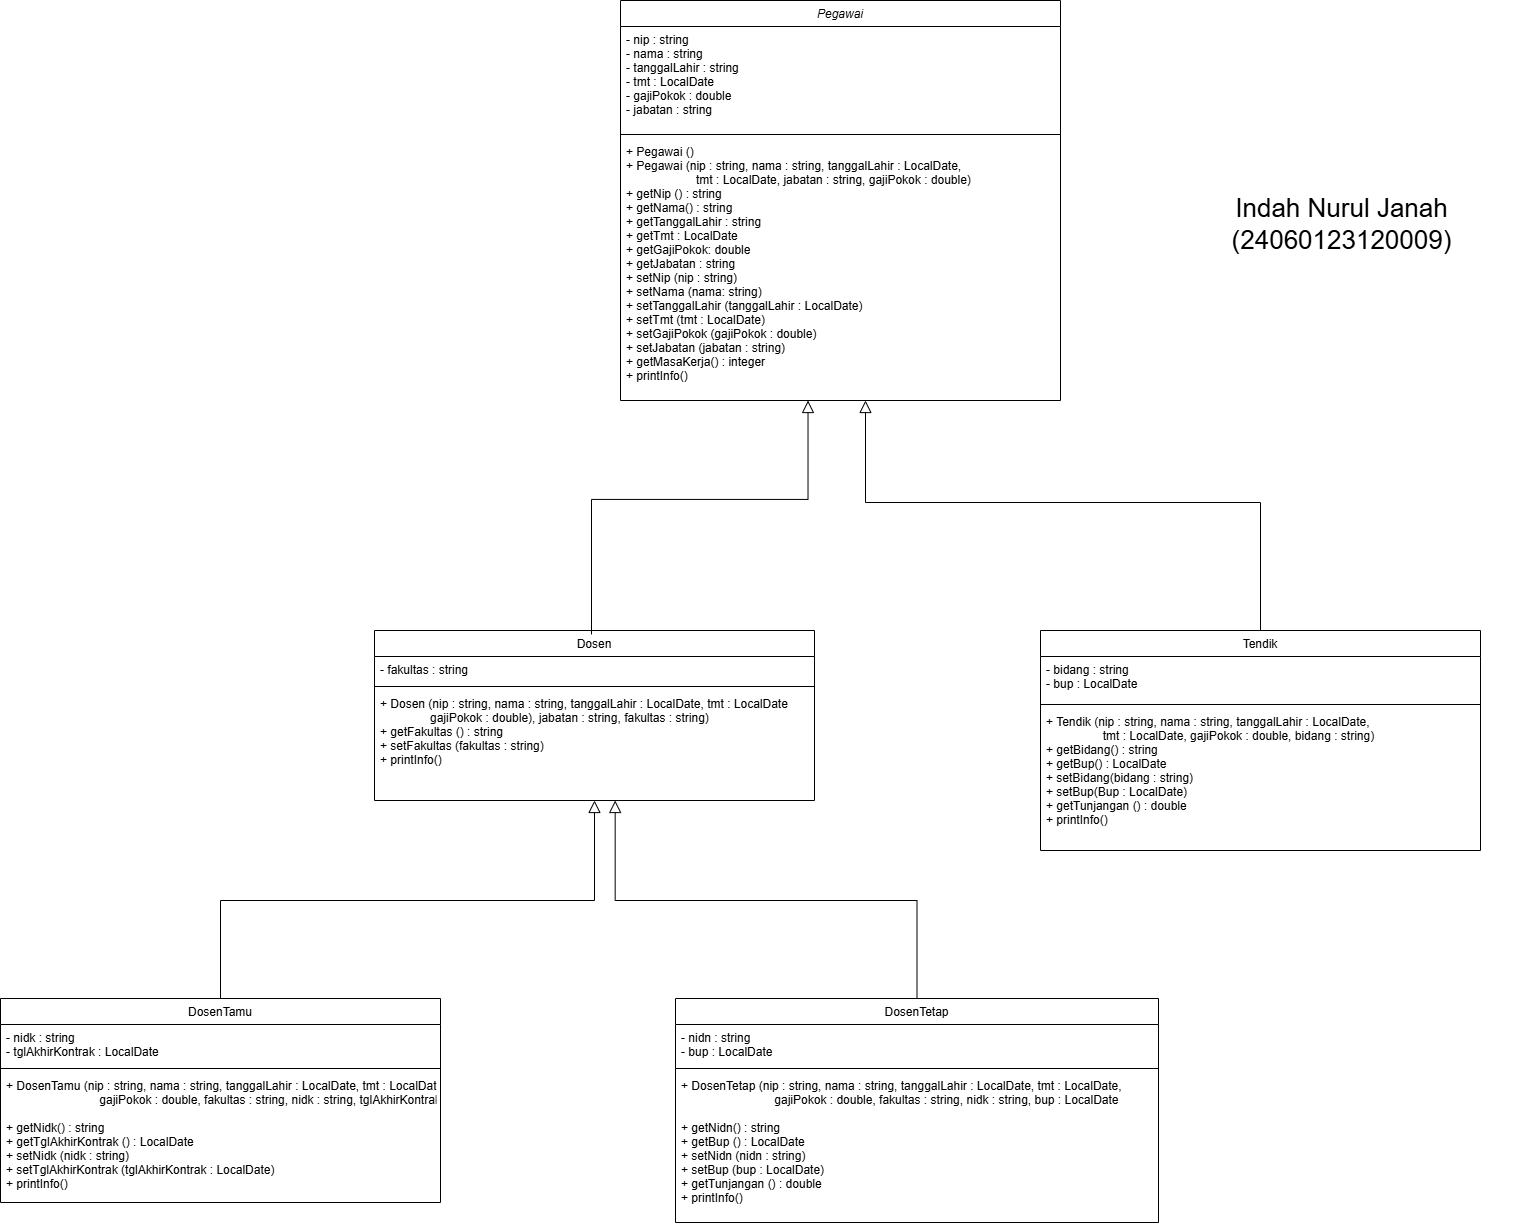 Pegawai
- nip : string
- nama : string
- tanggalLahir : string
- tmt : LocalDate
- gajiPokok : double
- jabatan : string
+ Pegawai ()
+ Pegawai (nip : string, nama : string, tanggalLahir : LocalDate,
tmt : LocalDate, jabatan : string, gajiPokok : double)
+ getNip () : string
+ getNama() : string
+ getTanggalLahir : string
+ getTmt : LocalDate
+ getGajiPokok: double
+ getJabatan : string
+ setNip (nip : string)
+ setNama (nama: string)
+ setTanggalLahir (tanggalLahir : LocalDate)
+ setTmt (tmt : LocalDate)
+ setGajiPokok (gajiPokok : double)
+ setJabatan (jabatan : string)
+ getMasaKerja() : integer
+ printInfo()
Indah Nurul Janah
(24060123120009)
Dosen
- fakultas : string
+ Dosen (nip : string, nama : string, tanggalLahir : LocalDate, tmt : LocalDate
gajiPokok : double), jabatan : string, fakultas : string)
+ getFakultas () : string
+ setFakultas (fakultas : string)
+ printInfo()
Tendik
- bidang : string
- bup : LocalDate
+ Tendik (nip : string, nama : string, tanggalLahir : LocalDate,
tmt : LocalDate, gajiPokok : double, bidang : string)
+ getBidang() : string
+ getBup() : LocalDate
+ setBidang(bidang : string)
+ setBup(Bup : LocalDate)
+ getTunjangan () : double
+ printInfo()
DosenTamu
- nidk : string
- tglAkhirKontrak : LocalDate
+ DosenTamu (nip : string, nama : string, tanggalLahir : LocalDate, tmt : LocalDat
gajiPokok : double, fakultas : string, nidk : string, tglAkhirKontrak
+ getNidk() : string
+ getTglAkhirKontrak () : LocalDate
+ setNidk (nidk : string)
+ setTglAkhirKontrak (tglAkhirKontrak : LocalDate)
+ printInfo()
DosenTetap
- nidn : string
- bup : LocalDate
+ DosenTetap (nip : string, nama : string, tanggalLahir : LocalDate, tmt : LocalDate,
gajiPokok : double, fakultas : string, nidk : string, bup : LocalDate
+ getNidn() : string
+ getBup () : LocalDate
+ setNidn (nidn : string)
+ setBup (bup : LocalDate)
+ getTunjangan () : double
+ printInfo()